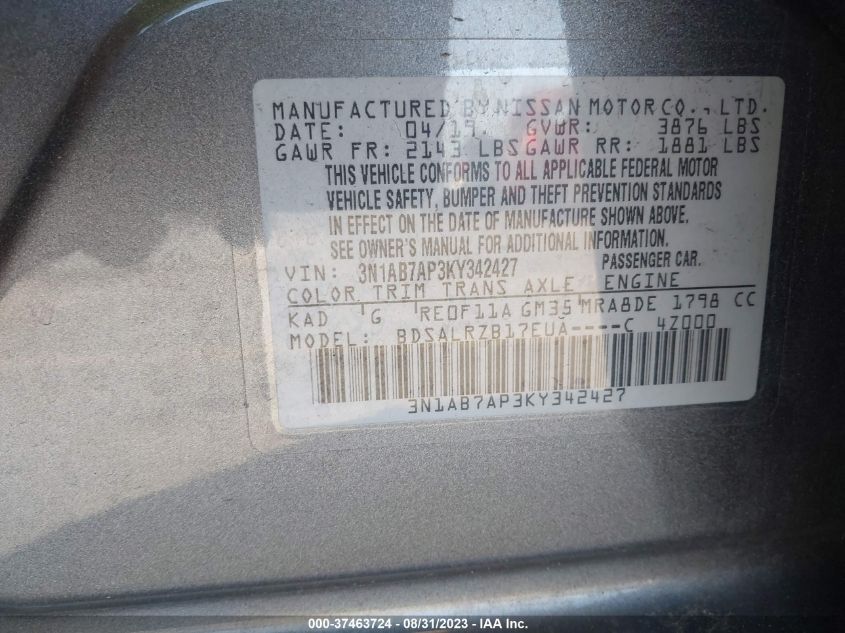 MANUFACTURED BY NISSAN MOTOR CO., LTD.
DATE: 04/19 GVWR: 3876 LBS
GAWR FR: 2143 LBS GAWR RR: 1881 LBS
THIS VEHICLE CONFORMS TO ALL APPLICABLE FEDERAL MOTOR
VEHICLE SAFETY, BUMPER AND THEFT PREVENTION STANDARDS
IN EFFECT ON THE DATE OF MANUFACTURE SHOWN ABOVE.
SEE OWNER'S MANUAL FOR ADDITIONAL INFORMATION.
VIN: 3N1AB7AP3KY342427 PASSENGER CAR.
COLOR TRIM TRANS AXLE ENGINE
KAD G RE0F11A GM35 MRA8DE 1798 CC
MODEL: BDSALRZB17EUA----C 4Z000
3N1AB7AP3KY342427
000-37463724 - 08/31/2023 - IAA Inc.